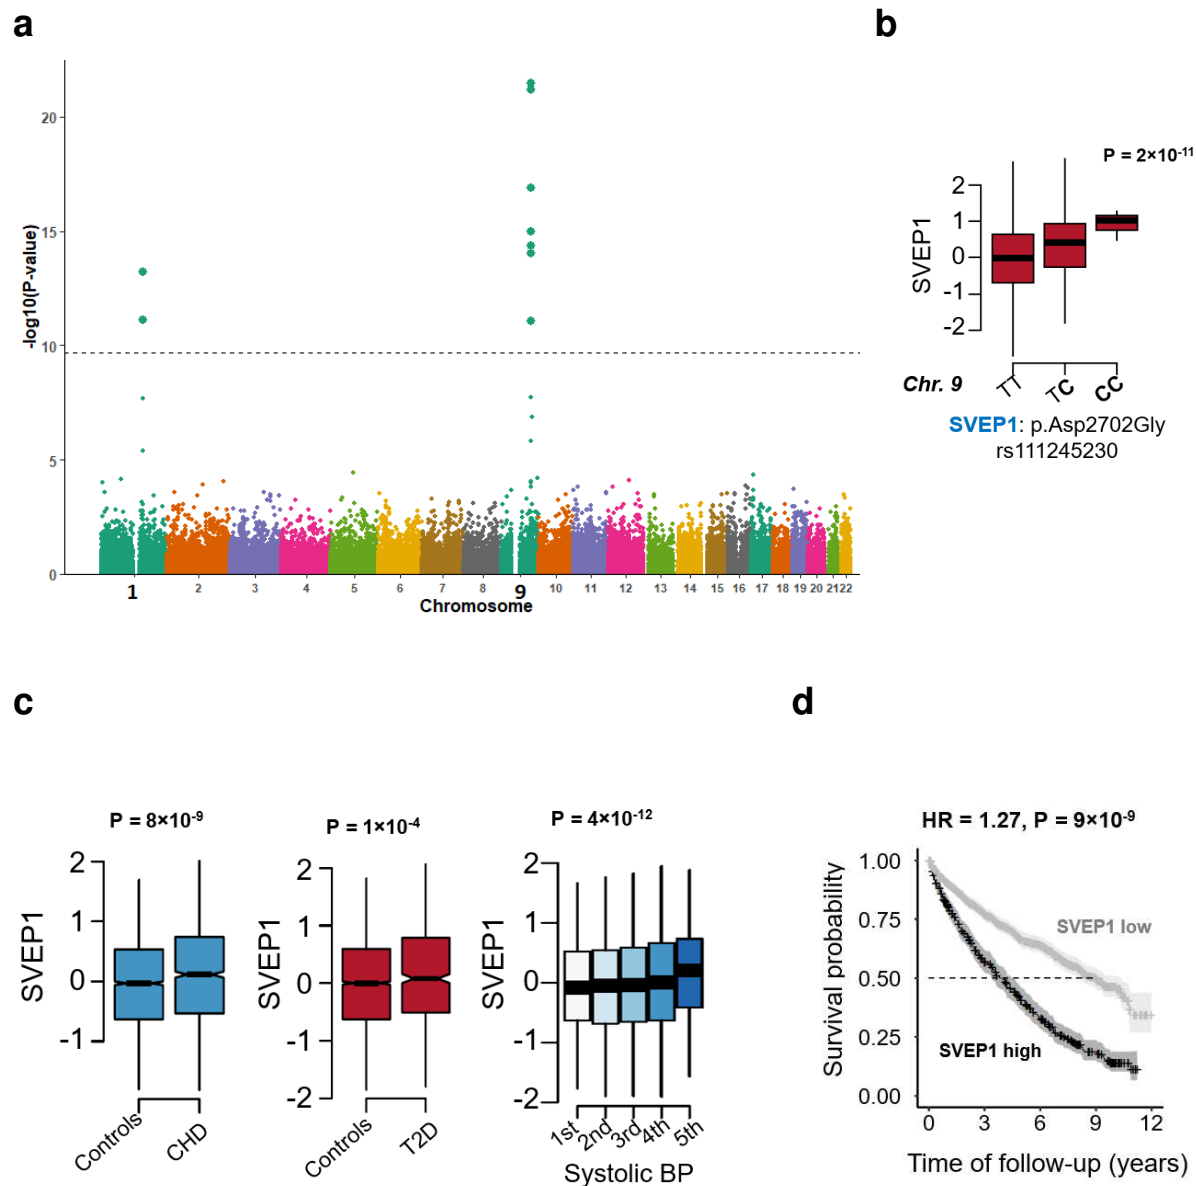 a
20
15
10
5
0
-log10(P-value)
1 2 3 4 5 6 7 8 9 10 11 12 13 14 15 16 17 18 19 20 21 22
Chromosome
b
P = 2×10-11
SVEP1
2
1
0
-1
-2
Chr. 9
TT TC CC
SVEP1: p.Asp2702Gly
rs111245230
c
P = 8×10-9
SVEP1
2
1
0
-1
Controls CHD
P = 1×10-4
SVEP1
2
1
0
-1
-2
Controls T2D
P = 4×10-12
SVEP1
2
1
0
-1
-2
1st 2nd 3rd 4th 5th
Systolic BP
d
HR = 1.27, P = 9×10-9
Survival probability
1.00
0.75
0.50
0.25
0.00
SVEP1 low
SVEP1 high
0 3 6 9 12
Time of follow-up (years)